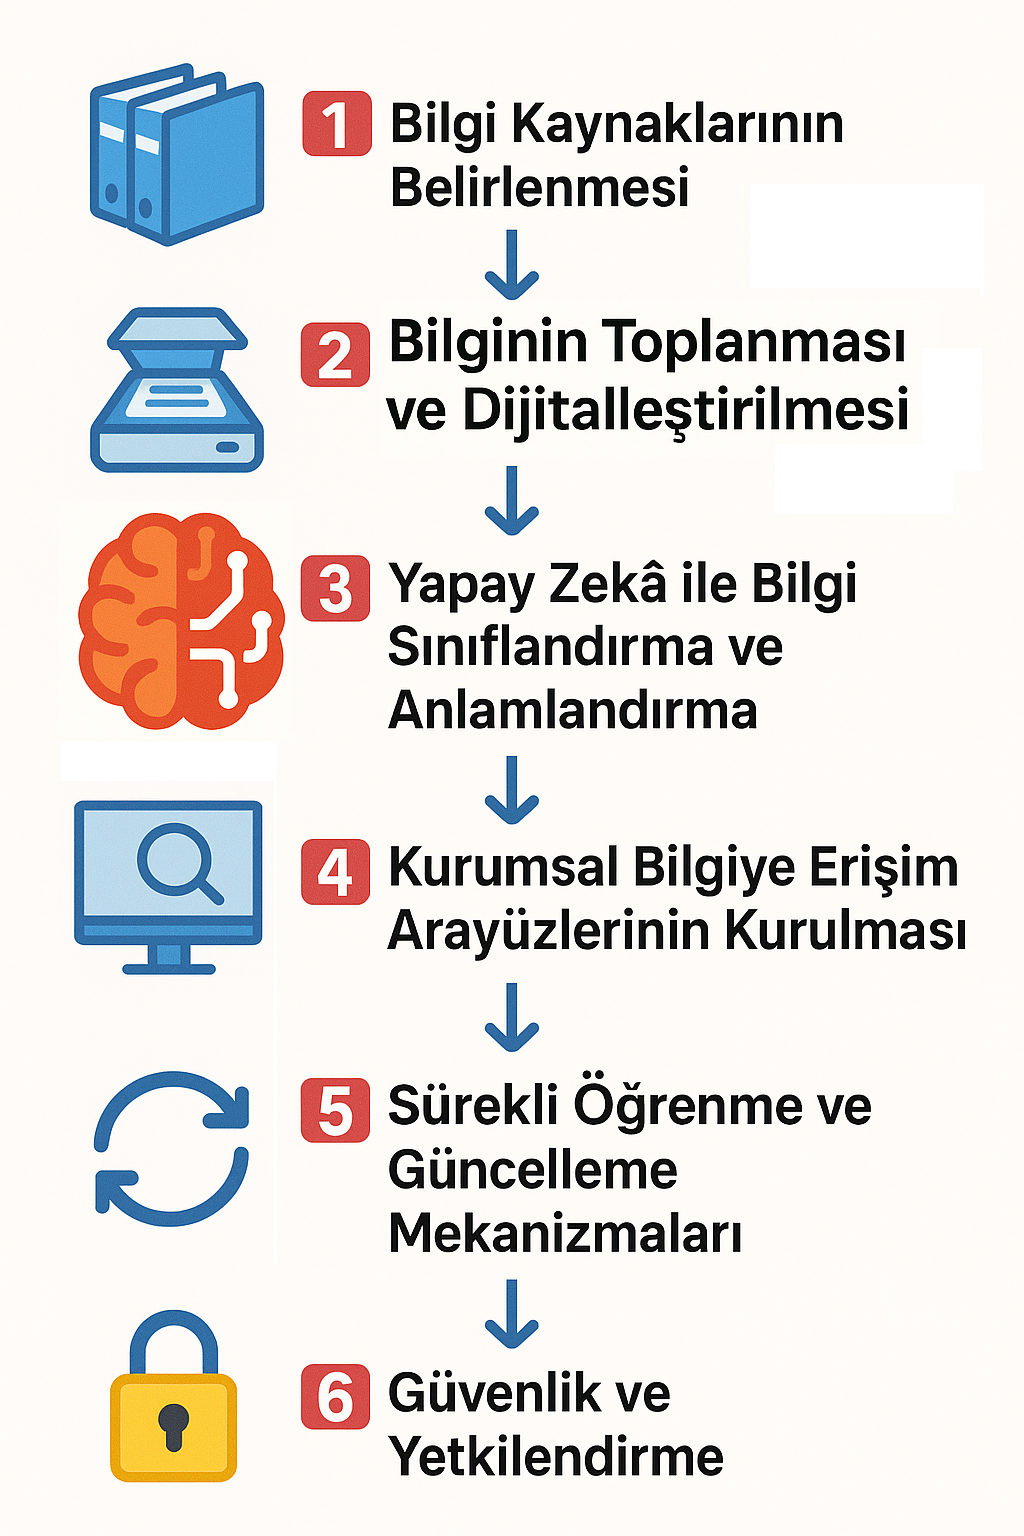 1 Bilgi Kaynaklarının
Belirlenmesi
2 Bilginin Toplanması
ve Dijitalleştirilmesi
3 Yapay Zekâ ile Bilgi
Sınıflandırma ve
Anlamlandırma
4 Kurumsal Bilgiye Erişim
Arayüzlerinin Kurulması
5 Sürekli Öğrenme ve
Güncelleme
Mekanizmaları
6 Güvenlik ve
Yetkilendirme